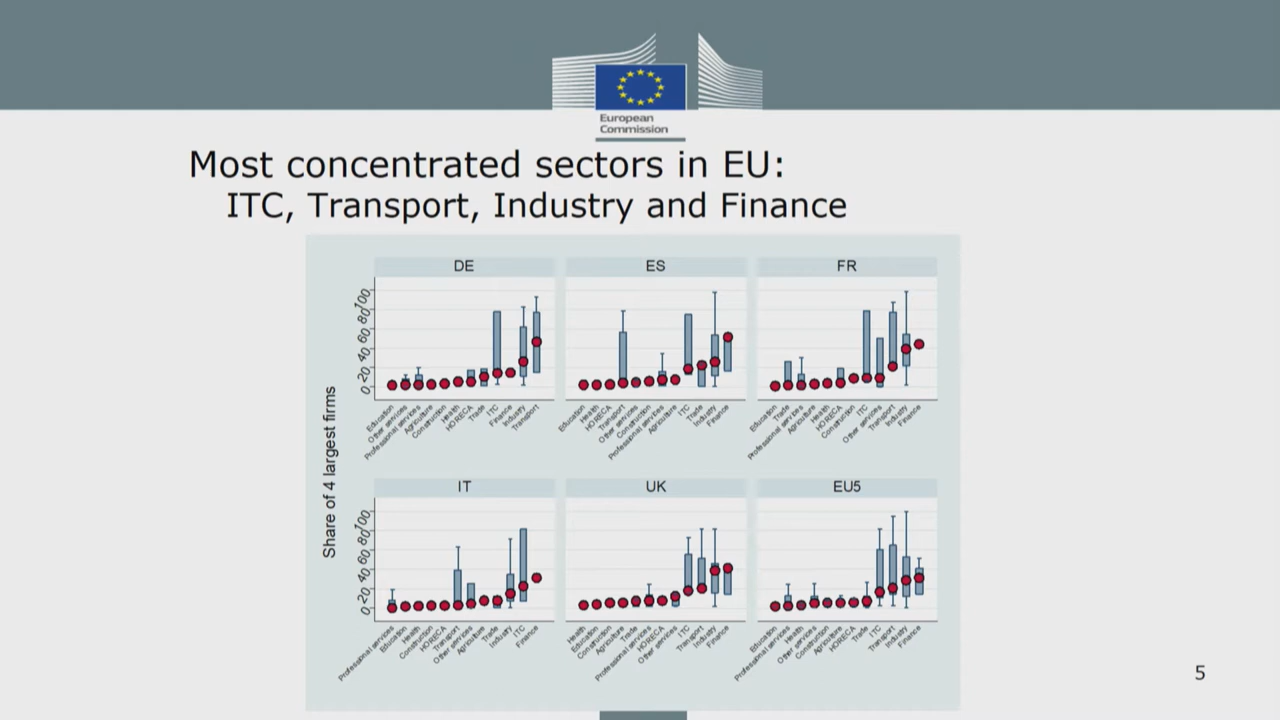 European
Commission
Most concentrated sectors in EU:
ITC, Transport, Industry and Finance
Share of 4 largest firms
DE
0 20 40 60 80 100
Education
Other services
Professional services
Agriculture
Construction
Health
HORECA
Trade
ITC
Finance
Industry
Transport
ES
Education
Health
HORECA
Transport
Other services
Construction
Professional services
Agriculture
ITC
Trade
Industry
Finance
FR
Education
Trade
Professional services
Agriculture
Health
HORECA
Construction
ITC
Other services
Transport
Industry
Finance
IT
0 20 40 60 80 100
Professional services
Education
Health
Construction
HORECA
Transport
Other services
Agriculture
Trade
Industry
ITC
Finance
UK
Health
Education
Construction
Agriculture
Trade
Professional services
HORECA
Other services
ITC
Transport
Industry
Finance
EU5
Education
Professional services
Health
Other services
Construction
Agriculture
HORECA
Trade
ITC
Transport
Industry
Finance
5